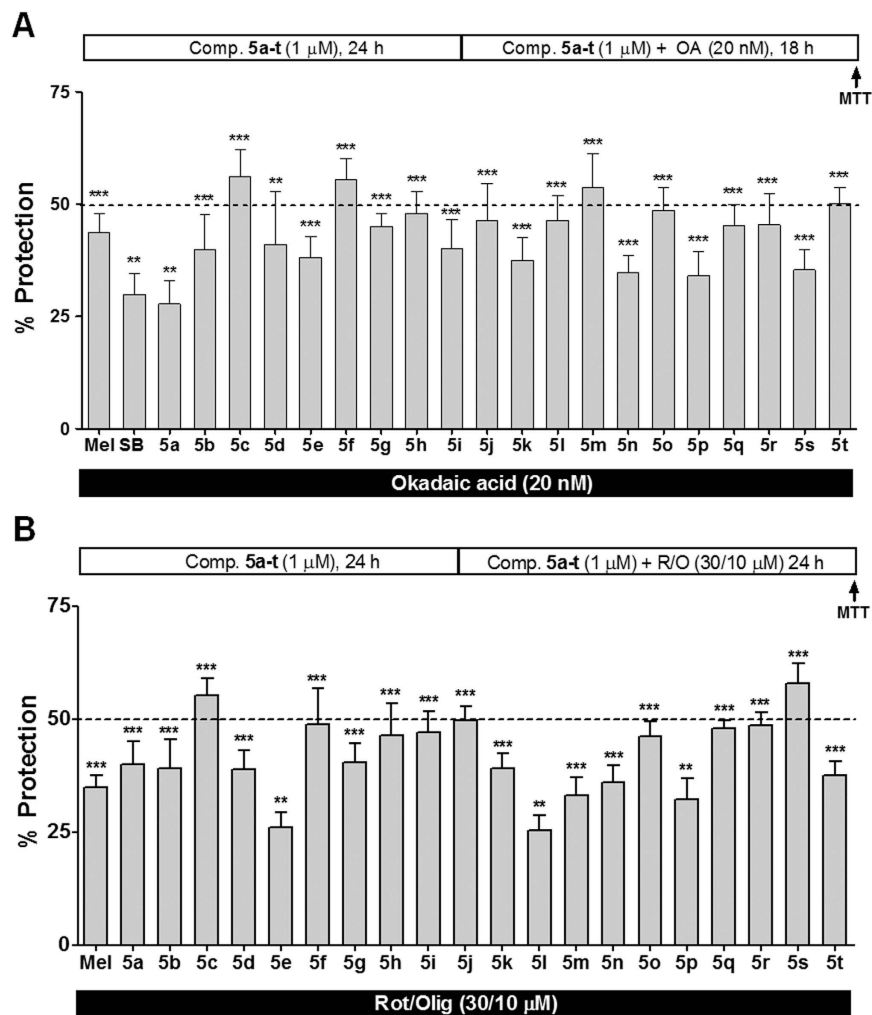 A
Comp. 5a-t (1 μM), 24 h
Comp. 5a-t (1 μM) + OA (20 nM), 18 h
MTT
% Protection
75
50
25
0
*** ** ** *** *** ** *** *** *** *** *** *** *** *** *** *** *** *** *** *** *** ***
Mel SB 5a 5b 5c 5d 5e 5f 5g 5h 5i 5j 5k 5l 5m 5n 5o 5p 5q 5r 5s 5t
Okadaic acid (20 nM)
B
Comp. 5a-t (1 μM), 24 h
Comp. 5a-t (1 μM) + R/O (30/10 μM) 24 h
MTT
% Protection
75
50
25
0
*** *** *** *** *** ** *** *** *** *** *** *** ** *** *** *** ** *** *** *** ***
Mel 5a 5b 5c 5d 5e 5f 5g 5h 5i 5j 5k 5l 5m 5n 5o 5p 5q 5r 5s 5t
Rot/Olig (30/10 μM)